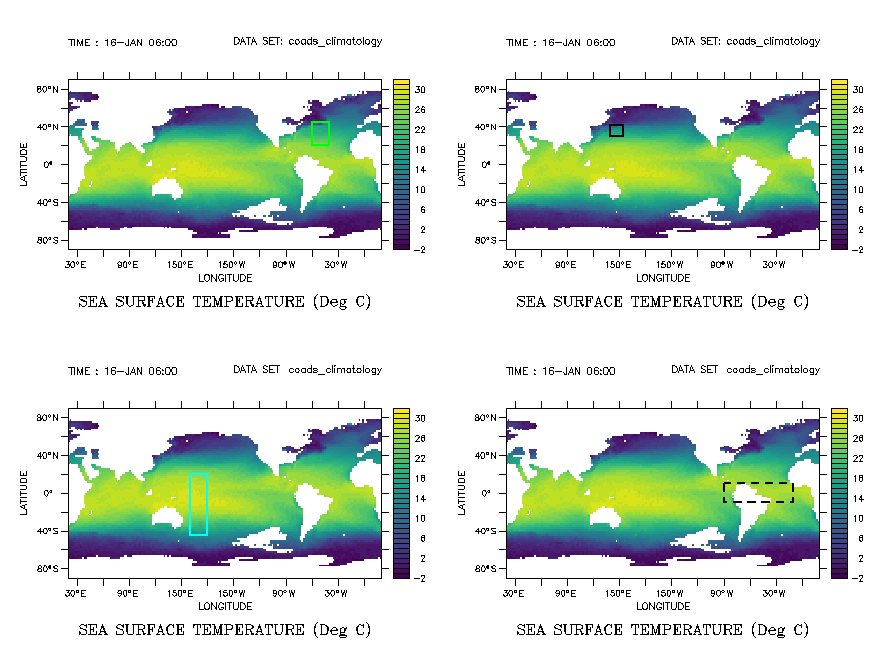 TIME : 16-JAN 06:00 DATA SET: coads_climatology
TIME : 16-JAN 06:00 DATA SET: coads_climatology
80°N
40°N
0°
40°S
80°S
LATITUDE
30
26
22
18
14
10
6
2
-2
30°E 90°E 150°E 150°W 90°W 30°W
LONGITUDE
SEA SURFACE TEMPERATURE (Deg C)
80°N
40°N
0°
40°S
80°S
LATITUDE
30
26
22
18
14
10
6
2
-2
30°E 90°E 150°E 150°W 90°W 30°W
LONGITUDE
SEA SURFACE TEMPERATURE (Deg C)
TIME : 16-JAN 06:00 DATA SET coads_climatology
TIME : 16-JAN 06:00 DATA SET coads_climatology
80°N
40°N
0°
40°S
80°S
LATITUDE
30
26
22
18
14
10
6
2
-2
30°E 90°E 150°E 150°W 90°W 30°W
LONGITUDE
SEA SURFACE TEMPERATURE (Deg C)
80°N
40°N
0°
40°S
80°S
LATITUDE
30
26
22
18
14
10
6
2
-2
30°E 90°E 150°E 150°W 90°W 30°W
LONGITUDE
SEA SURFACE TEMPERATURE (Deg C)